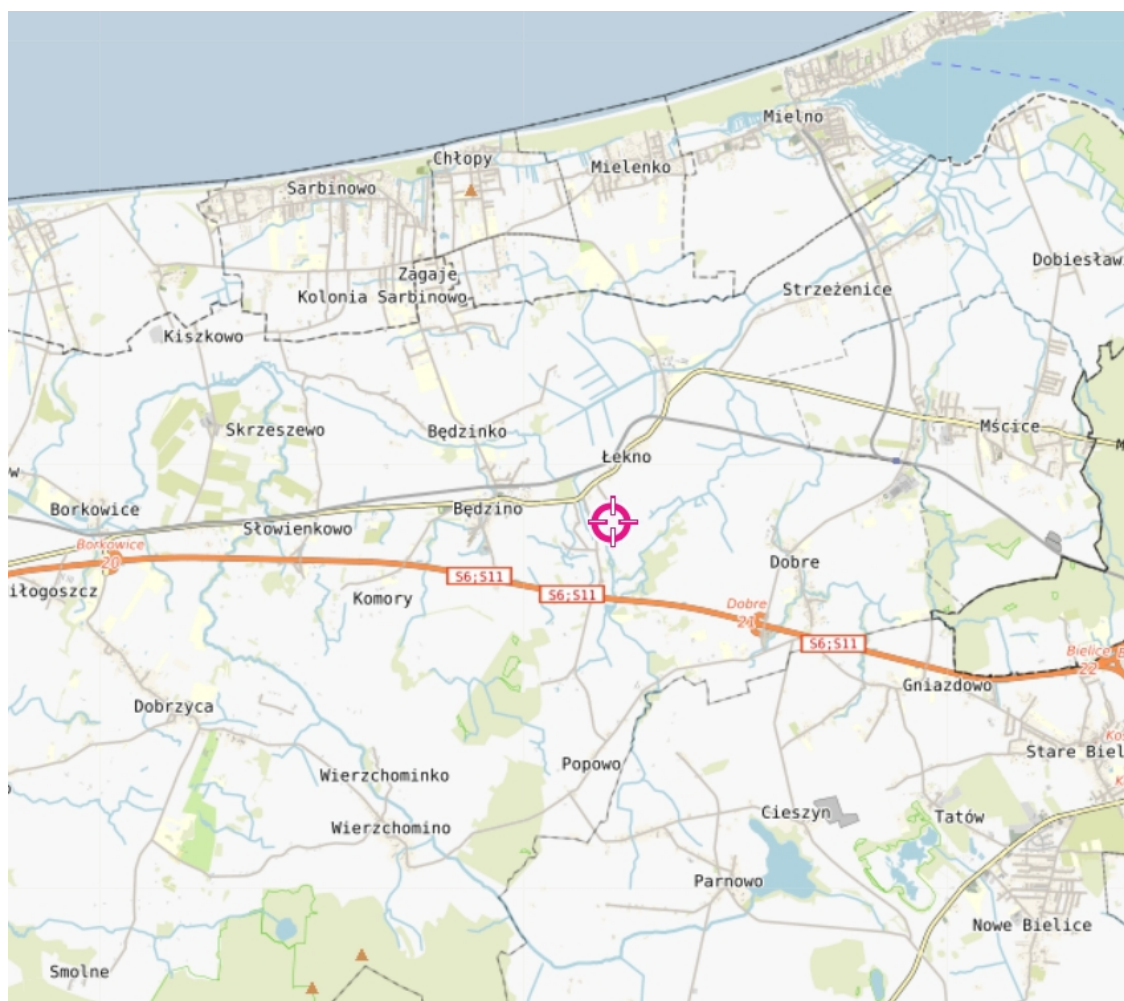 Mielno
Chłopy
Mielenko
Sarbinowo
Zagaje
Dobiesław
Kolonia Sarbinowo
Strzeżenice
Kiszkowo
Skrzeszewo
Będzinko
Mścice
Łekno
Borkowice
Słowienkowo
Będzino
Borkowice
20
Dobre
S6;S11
iłogoszcz
Komory
S6;S11
Dobre
21
S6;S11
Bielice
22
Gniazdowo
Dobrzyca
Stare Biel
Popowo
Wierzchominko
Cieszyn
Tatów
Wierzchomino
Parnowo
Nowe Bielice
Smolne